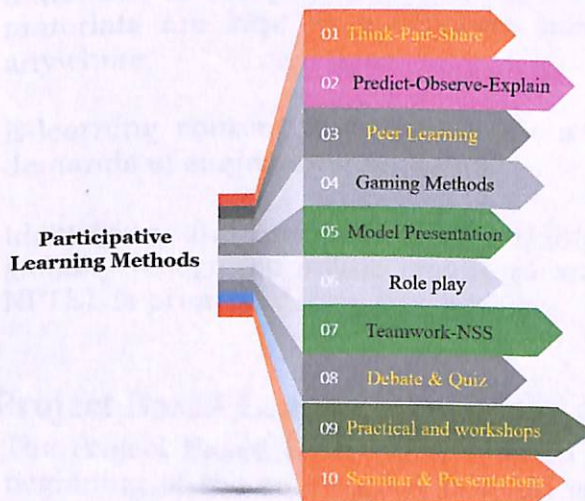 Participative
Learning Methods
01 Think-Pair-Share
02 Predict-Observe-Explain
03 Peer Learning
04 Gaming Methods
05 Model Presentation
06 Role play
07 Teamwork-NSS
08 Debate & Quiz
09 Practical and workshops
10 Seminar & Presentations